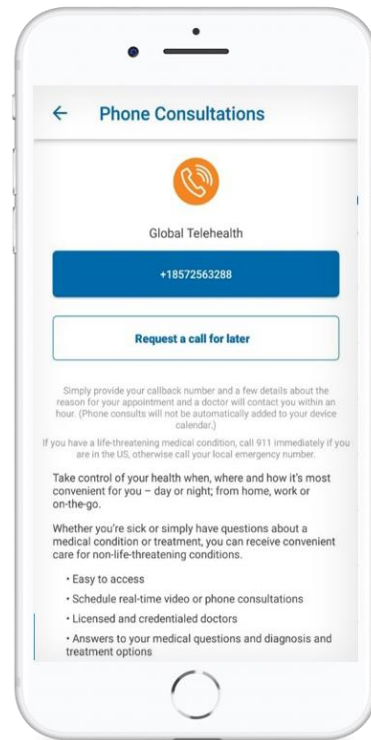 Phone Consultations
Global Telehealth
+18572563288
Request a call for later
Simply provide your callback number and a few details about the
reason for your appointment and a doctor will contact you within an
hour. (Phone consults will not be automatically added to your device
calendar.)
If you have a life-threatening medical condition, call 911 immediately if you
are in the US, otherwise call your local emergency number.
Take control of your health when, where and how it's most
convenient for you – day or night; from home, work or
on-the-go.
Whether you're sick or simply have questions about a
medical condition or treatment, you can receive convenient
care for non-life-threatening conditions.
• Easy to access
• Schedule real-time video or phone consultations
• Licensed and credentialed doctors
• Answers to your medical questions and diagnosis and
treatment options